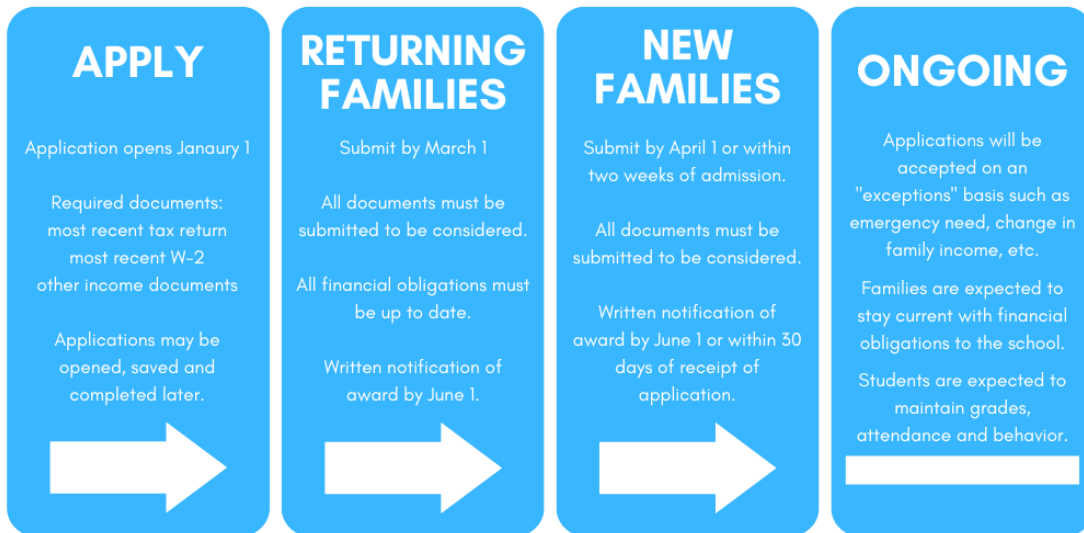 APPLY
Application opens Janaury 1
Required documents:
most recent tax return
most recent W-2
other income documents
Applications may be
opened, saved and
completed later.
RETURNING
FAMILIES
Submit by March 1
All documents must be
submitted to be considered.
All financial obligations must
be up to date.
Written notification of
award by June 1.
NEW
FAMILIES
Submit by April 1 or within
two weeks of admission.
All documents must be
submitted to be considered.
Written notification of
award by June 1 or within 30
days of receipt of
application.
ONGOING
Applications will be
accepted on an
"exceptions" basis such as
emergency need, change in
family income, etc.
Families are expected to
stay current with financial
obligations to the school.
Students are expected to
maintain grades,
attendance and behavior.